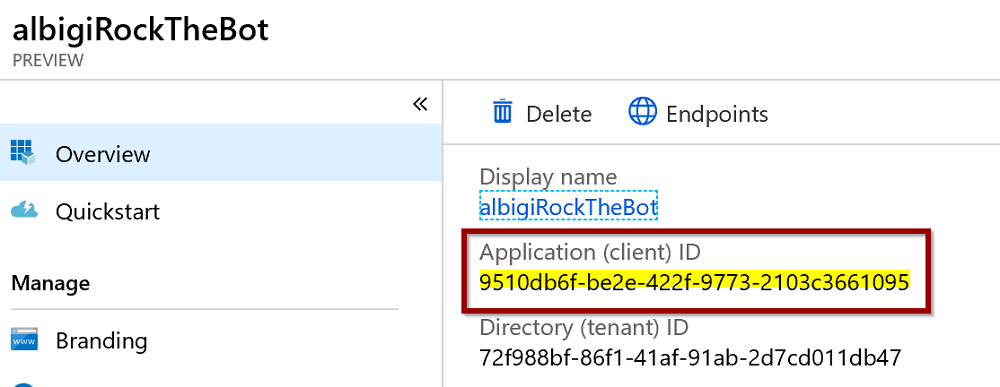 albigiRockTheBot
PREVIEW
«
Overview
Quickstart
Manage
Branding
Delete
Endpoints
Display name
albigiRockTheBot
Application (client) ID
9510db6f-be2e-422f-9773-2103c3661095
Directory (tenant) ID
72f988bf-86f1-41af-91ab-2d7cd011db47